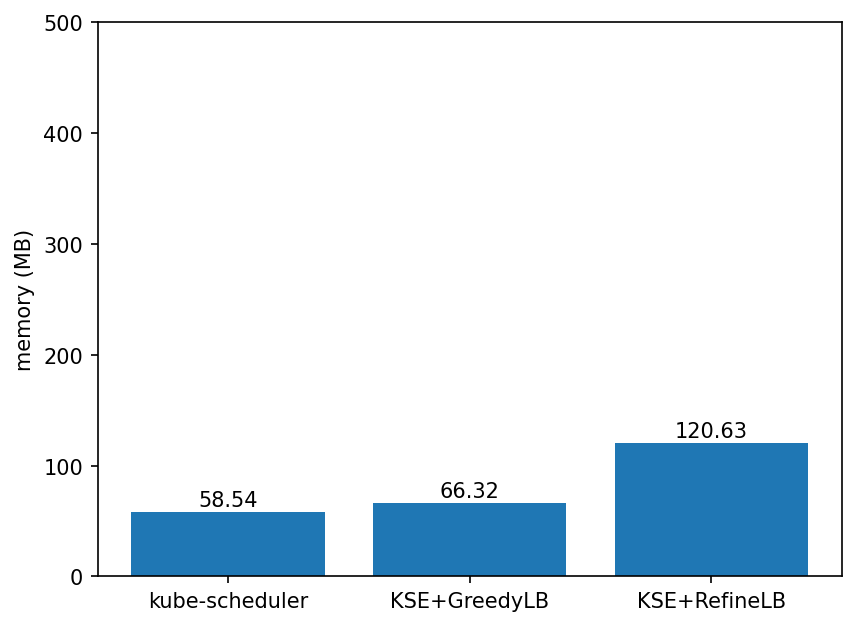 500
400
300
200
100
0
memory (MB)
58.54
66.32
120.63
kube-scheduler
KSE+GreedyLB
KSE+RefineLB